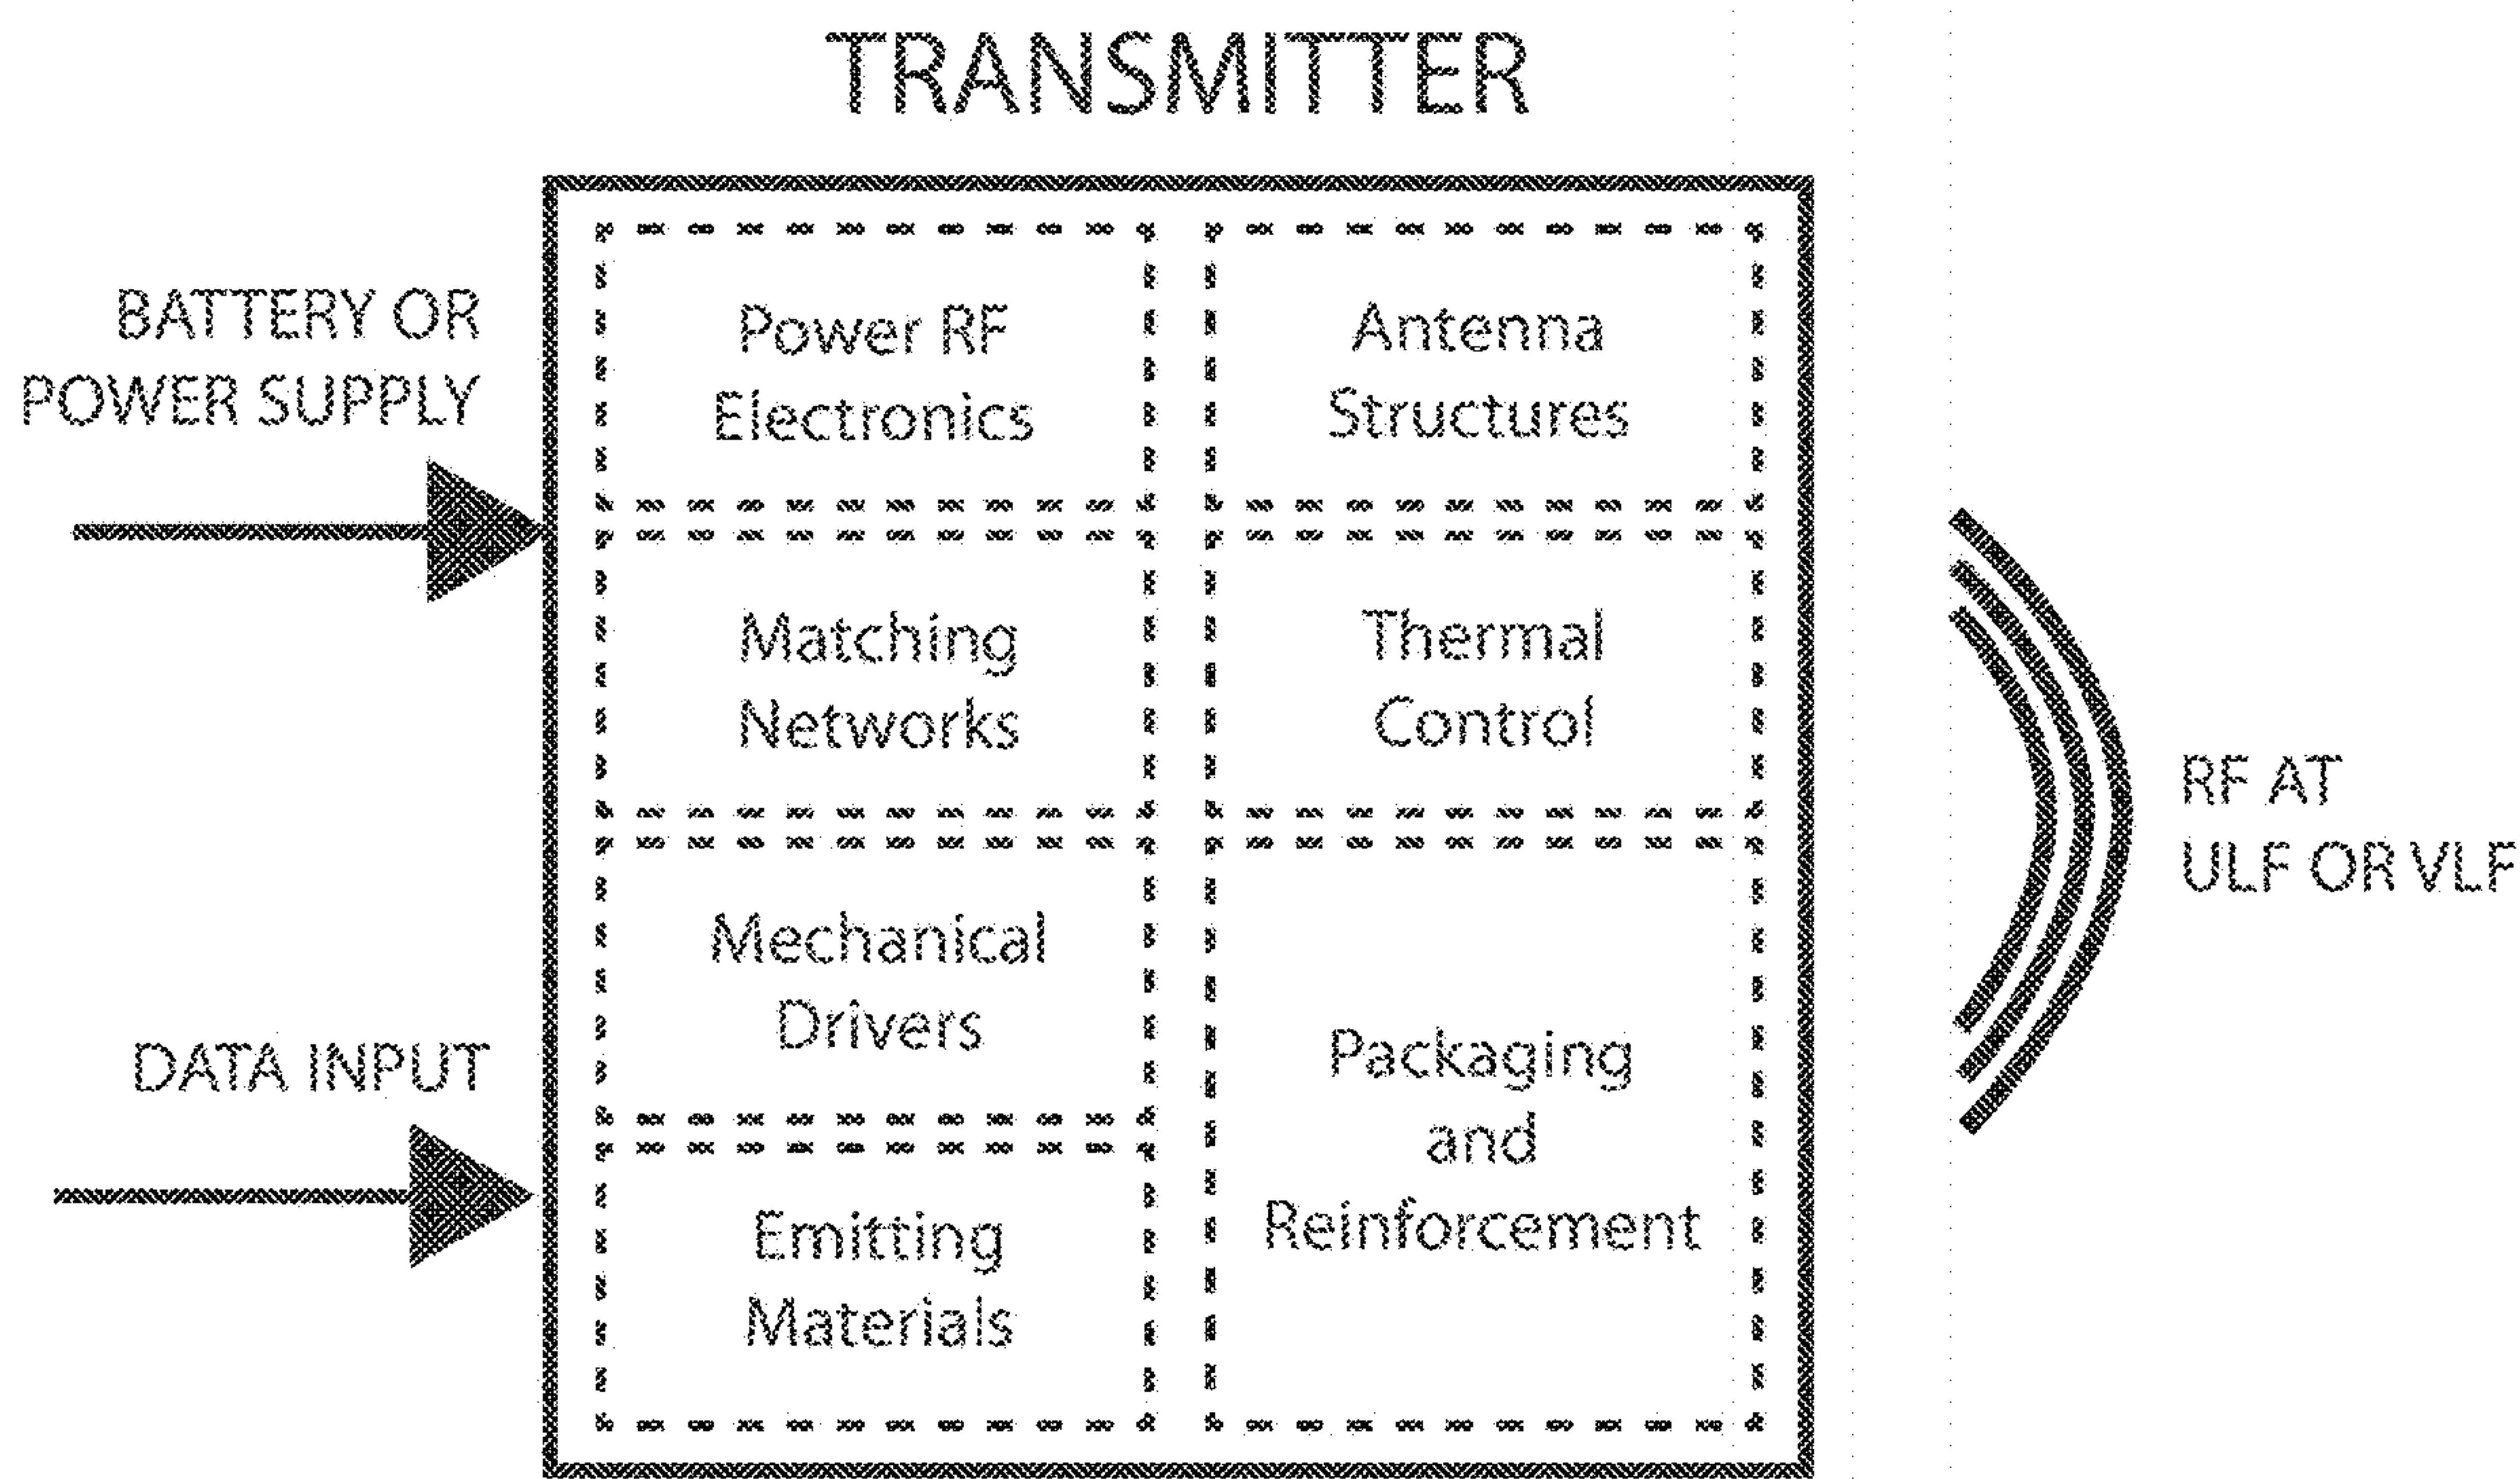 TRANSMITTER
BATTERY OR
POWER SUPPLY
DATA INPUT
Power RF
Electronics
Matching
Networks
Mechanical
Drivers
Emitting
Materials
Antenna
Structures
Thermal
Control
Packaging
and
Reinforcement
RF AT
ULF OR VLF